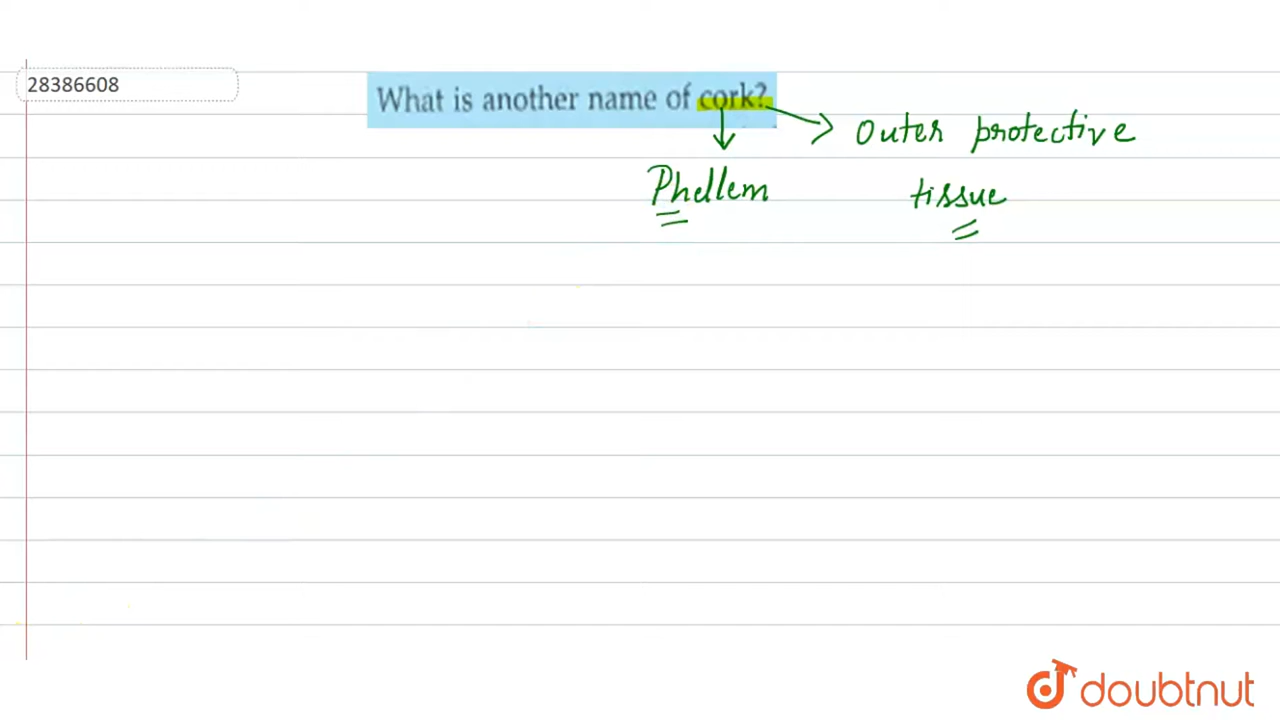 28386608
What is another name of cork?
Outer protective
tissue
Phellem
doubtnut